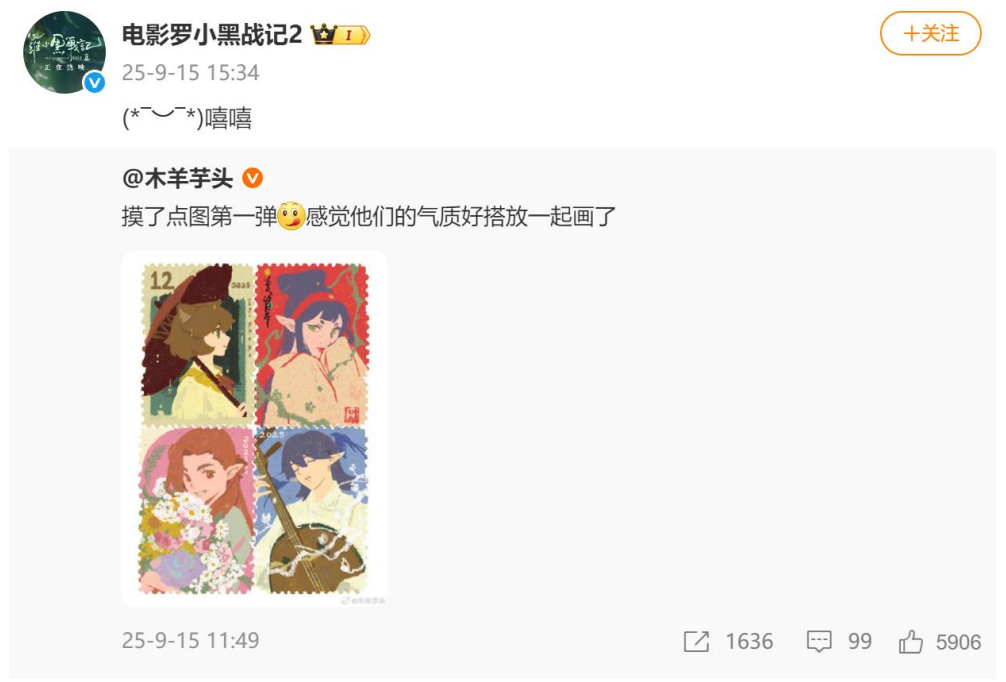 电影罗小黑战记2
I
+关注
25-9-15 15:34
(*¯︶¯*)嘻嘻
@木羊芋头
摸了点图第一弹感觉他们的气质好搭放一起画了
12
2025
2025
25-9-15 11:49
1636
99
5906